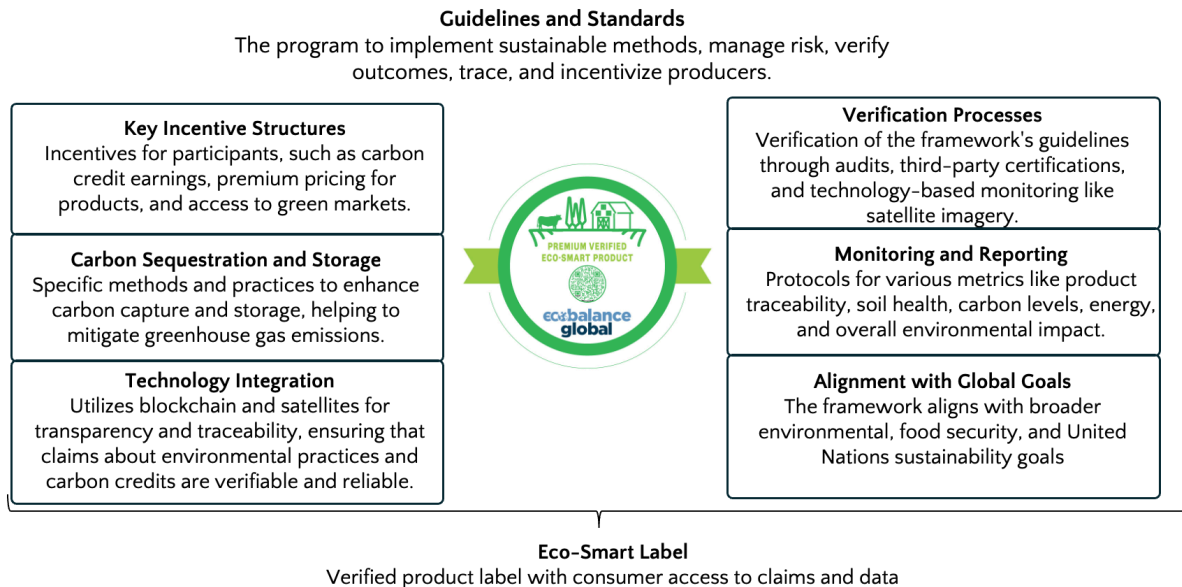 Guidelines and Standards
The program to implement sustainable methods, manage risk, verify
outcomes, trace, and incentivize producers.
Key Incentive Structures
Incentives for participants, such as carbon
credit earnings, premium pricing for
products, and access to green markets.
Carbon Sequestration and Storage
Specific methods and practices to enhance
carbon capture and storage, helping to
mitigate greenhouse gas emissions.
Technology Integration
Utilizes blockchain and satellites for
transparency and traceability, ensuring that
claims about environmental practices and
carbon credits are verifiable and reliable.
PREMIUM VERIFIED
ECO-SMART PRODUCT
ecobalance
global
Verification Processes
Verification of the framework's guidelines
through audits, third-party certifications,
and technology-based monitoring like
satellite imagery.
Monitoring and Reporting
Protocols for various metrics like product
traceability, soil health, carbon levels, energy,
and overall environmental impact.
Alignment with Global Goals
The framework aligns with broader
environmental, food security, and United
Nations sustainability goals
Eco-Smart Label
Verified product label with consumer access to claims and data